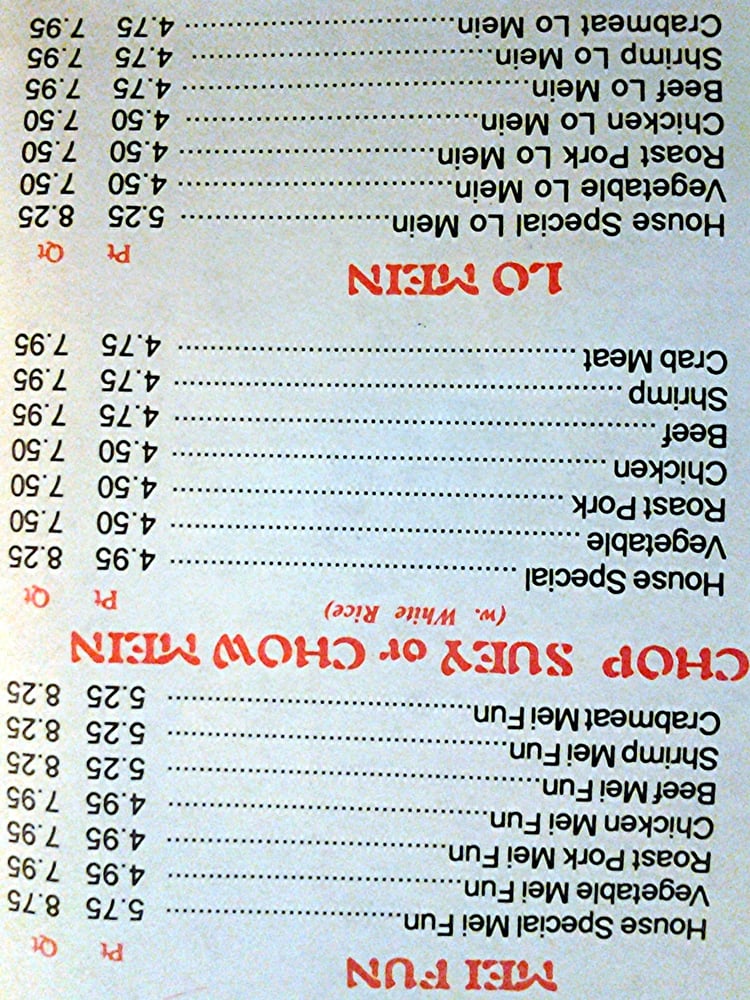 MEI FUN
Pt Qt
House Special Mei Fun 5.75 8.75
Vegetable Mei Fun 4.95 7.95
Roast Pork Mei Fun 4.95 7.95
Chicken Mei Fun 4.95 7.95
Beef Mei Fun 5.25 8.25
Shrimp Mei Fun 5.25 8.25
Crabmeat Mei Fun 5.25 8.25
CHOP SUEY or CHOW MEIN
(w. White Rice)
Pt Qt
House Special 4.95 8.25
Vegetable 4.50 7.50
Roast Pork 4.50 7.50
Chicken 4.50 7.50
Beef 4.75 7.95
Shrimp 4.75 7.95
Crab Meat 4.75 7.95
LO MEIN
Pt Qt
House Special Lo Mein 5.25 8.25
Vegetable Lo Mein 4.50 7.50
Roast Pork Lo Mein 4.50 7.50
Chicken Lo Mein 4.50 7.50
Beef Lo Mein 4.75 7.95
Shrimp Lo Mein 4.75 7.95
Crabmeat Lo Mein 4.75 7.95